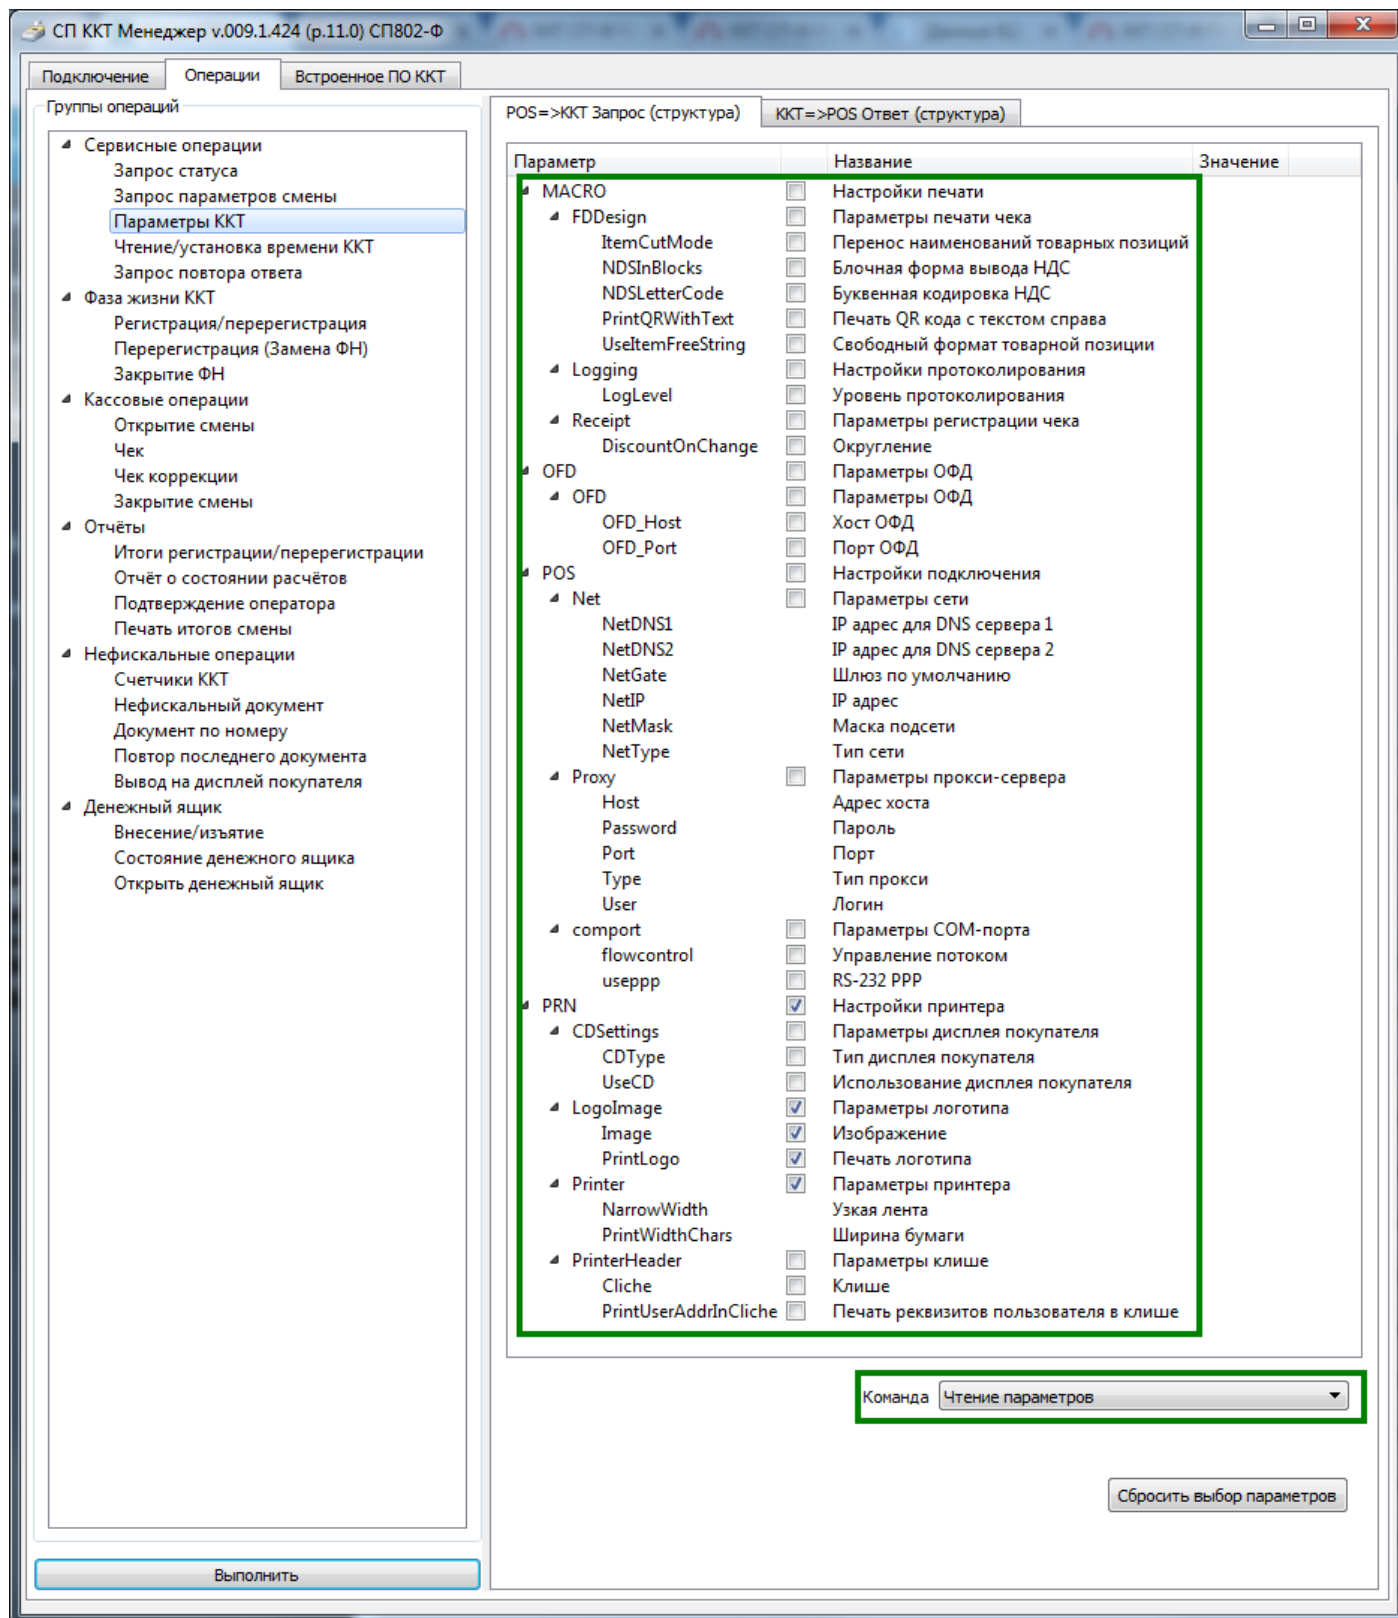 СП ККТ Менеджер v.009.1.424 (р.11.0) СП802-Ф
Подключение Операции Встроенное ПО ККТ
Группы операций
Сервисные операции
Запрос статуса
Запрос параметров смены
Параметры ККТ
Чтение/установка времени ККТ
Запрос повтора ответа
Фаза жизни ККТ
Регистрация/перерегистрация
Перерегистрация (Замена ФН)
Закрытие ФН
Кассовые операции
Открытие смены
Чек
Чек коррекции
Закрытие смены
Отчёты
Итоги регистрации/перерегистрации
Отчёт о состоянии расчётов
Подтверждение оператора
Печать итогов смены
Нефискальные операции
Счетчики ККТ
Нефискальный документ
Документ по номеру
Повтор последнего документа
Вывод на дисплей покупателя
Денежный ящик
Внесение/изъятие
Состояние денежного ящика
Открыть денежный ящик
Выполнить
POS=>ККТ Запрос (структура) ККТ=>POS Ответ (структура)
Параметр Название Значение
MACRO Настройки печати
FDDesign Параметры печати чека
ItemCutMode Перенос наименований товарных позиций
NDSInBlocks Блочная форма вывода НДС
NDSLetterCode Буквенная кодировка НДС
PrintQRWithText Печать QR кода с текстом справа
UseItemFreeString Свободный формат товарной позиции
Logging Настройки протоколирования
LogLevel Уровень протоколирования
Receipt Параметры регистрации чека
DiscountOnChange Округление
OFD Параметры ОФД
OFD Параметры ОФД
OFD_Host Хост ОФД
OFD_Port Порт ОФД
POS Настройки подключения
Net Параметры сети
NetDNS1 IP адрес для DNS сервера 1
NetDNS2 IP адрес для DNS сервера 2
NetGate Шлюз по умолчанию
NetIP IP адрес
NetMask Маска подсети
NetType Тип сети
Proxy Параметры прокси-сервера
Host Адрес хоста
Password Пароль
Port Порт
Type Тип прокси
User Логин
comport Параметры COM-порта
flowcontrol Управление потоком
useppp RS-232 PPP
PRN Настройки принтера
CDSettings Параметры дисплея покупателя
CDType Тип дисплея покупателя
UseCD Использование дисплея покупателя
LogoImage Параметры логотипа
Image Изображение
PrintLogo Печать логотипа
Printer Параметры принтера
NarrowWidth Узкая лента
PrintWidthChars Ширина бумаги
PrinterHeader Параметры клише
Cliche Клише
PrintUserAddrInCliche Печать реквизитов пользователя в клише
Команда Чтение параметров
Сбросить выбор параметров